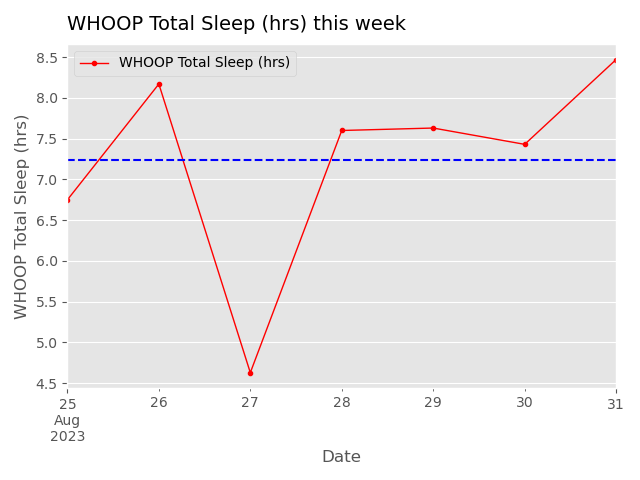 WHOOP Total Sleep (hrs) this week
WHOOP Total Sleep (hrs)
WHOOP Total Sleep (hrs)
8.5
8.0
7.5
7.0
6.5
6.0
5.5
5.0
4.5
25 26 27 28 29 30 31
Aug
2023
Date